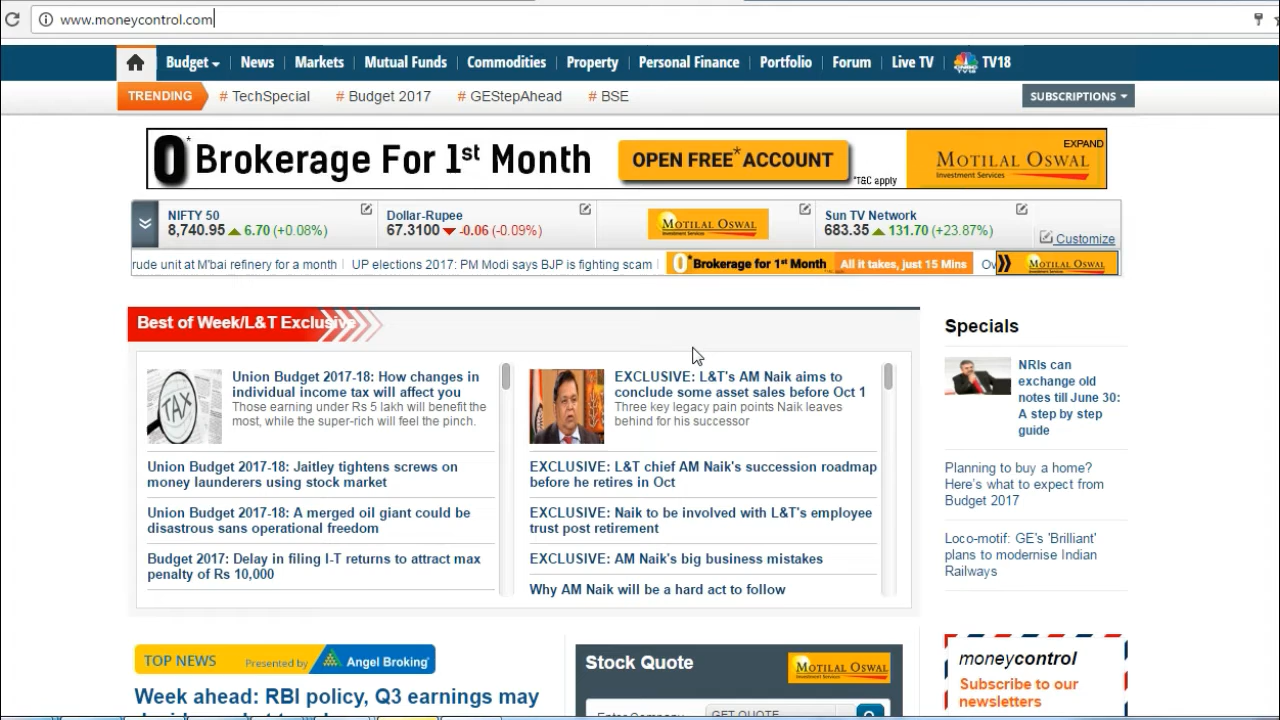 www.moneycontrol.com
Budget
News
Markets
Mutual Funds
Commodities
Property
Personal Finance
Portfolio
Forum
Live TV
TV18
TRENDING
# TechSpecial
# Budget 2017
# GEStepAhead
# BSE
SUBSCRIPTIONS
0* Brokerage For 1st Month
OPEN FREE* ACCOUNT
*T&C apply
EXPAND
MOTILAL OSWAL
Investment Services
NIFTY 50
8,740.95 6.70 (+0.08%)
Dollar-Rupee
67.3100 -0.06 (-0.09%)
MOTILAL OSWAL
Sun TV Network
683.35 131.70 (+23.87%)
Customize
rude unit at M'bai refinery for a month
UP elections 2017: PM Modi says BJP is fighting scam
0* Brokerage for 1st Month
All it takes, just 15 Mins
MOTILAL OSWAL
Best of Week/L&T Exclusive
Union Budget 2017-18: How changes in
individual income tax will affect you
Those earning under Rs 5 lakh will benefit the
most, while the super-rich will feel the pinch.
TAX
Union Budget 2017-18: Jaitley tightens screws on
money launderers using stock market
Union Budget 2017-18: A merged oil giant could be
disastrous sans operational freedom
Budget 2017: Delay in filing I-T returns to attract max
penalty of Rs 10,000
EXCLUSIVE: L&T's AM Naik aims to
conclude some asset sales before Oct 1
Three key legacy pain points Naik leaves
behind for his successor
EXCLUSIVE: L&T chief AM Naik's succession roadmap
before he retires in Oct
EXCLUSIVE: Naik to be involved with L&T's employee
trust post retirement
EXCLUSIVE: AM Naik's big business mistakes
Why AM Naik will be a hard act to follow
Specials
NRIs can
exchange old
notes till June 30:
A step by step
guide
Planning to buy a home?
Here's what to expect from
Budget 2017
Loco-motif: GE's 'Brilliant'
plans to modernise Indian
Railways
TOP NEWS
Presented by
Angel Broking
Week ahead: RBI policy, Q3 earnings may
Stock Quote
MOTILAL OSWAL
GET QUOTE
moneycontrol
Subscribe to our
newsletters